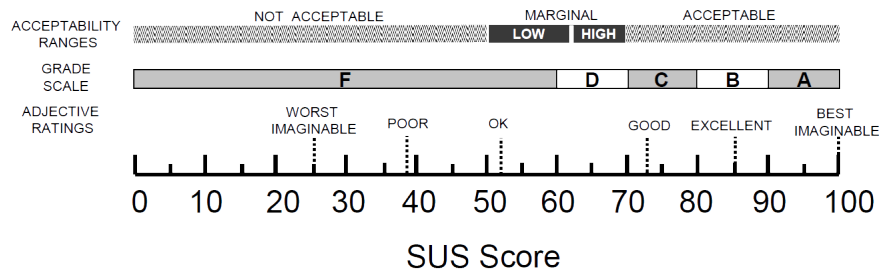 NOT ACCEPTABLE MARGINAL ACCEPTABLE
ACCEPTABILITY
RANGES
LOW HIGH
GRADE
SCALE
F D C B A
ADJECTIVE
RATINGS
WORST
IMAGINABLE
POOR
OK
GOOD
EXCELLENT
BEST
IMAGINABLE
0 10 20 30 40 50 60 70 80 90 100
SUS Score